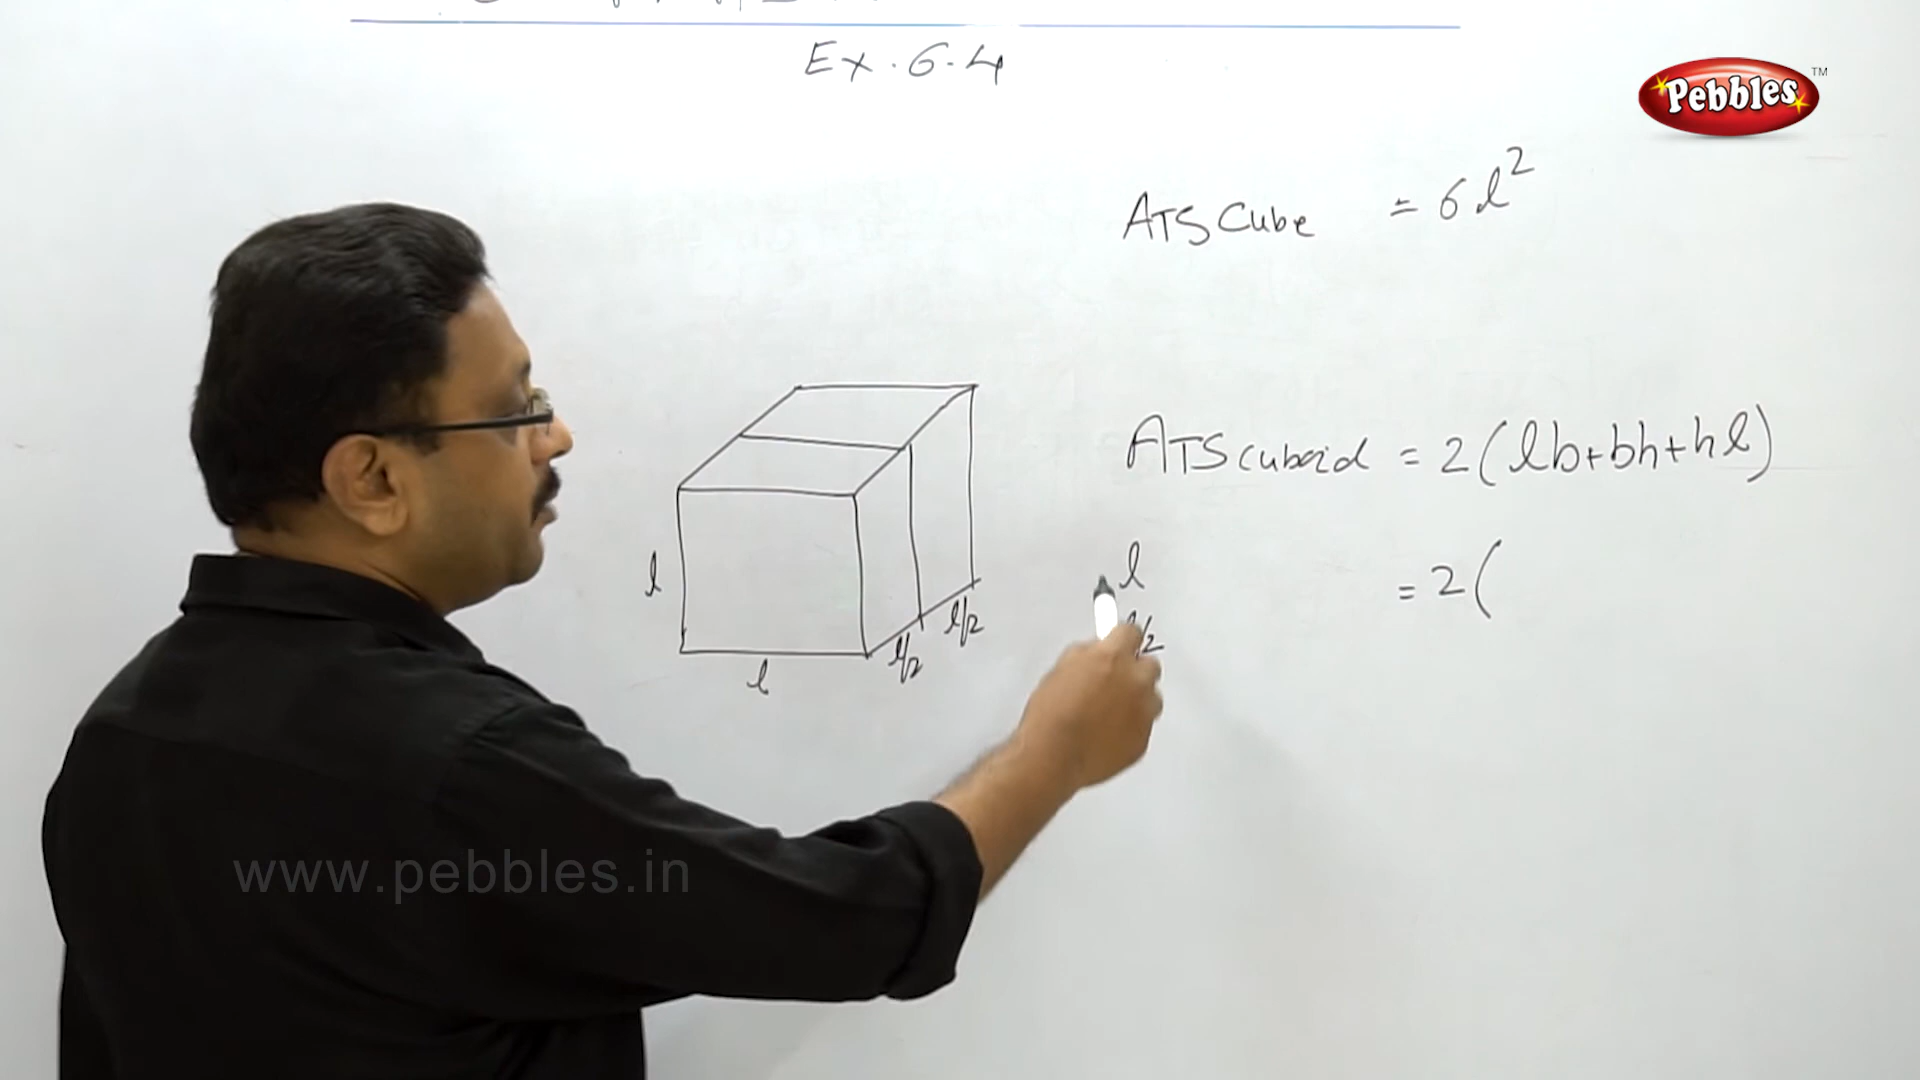 Ex. 6.4
Pebbles TM
ATS Cube = 6l²
ATS cuboid = 2(lb+bh+hl)
l
= 2(
l
l/2
l/2
l/2
l
www.pebbles.in